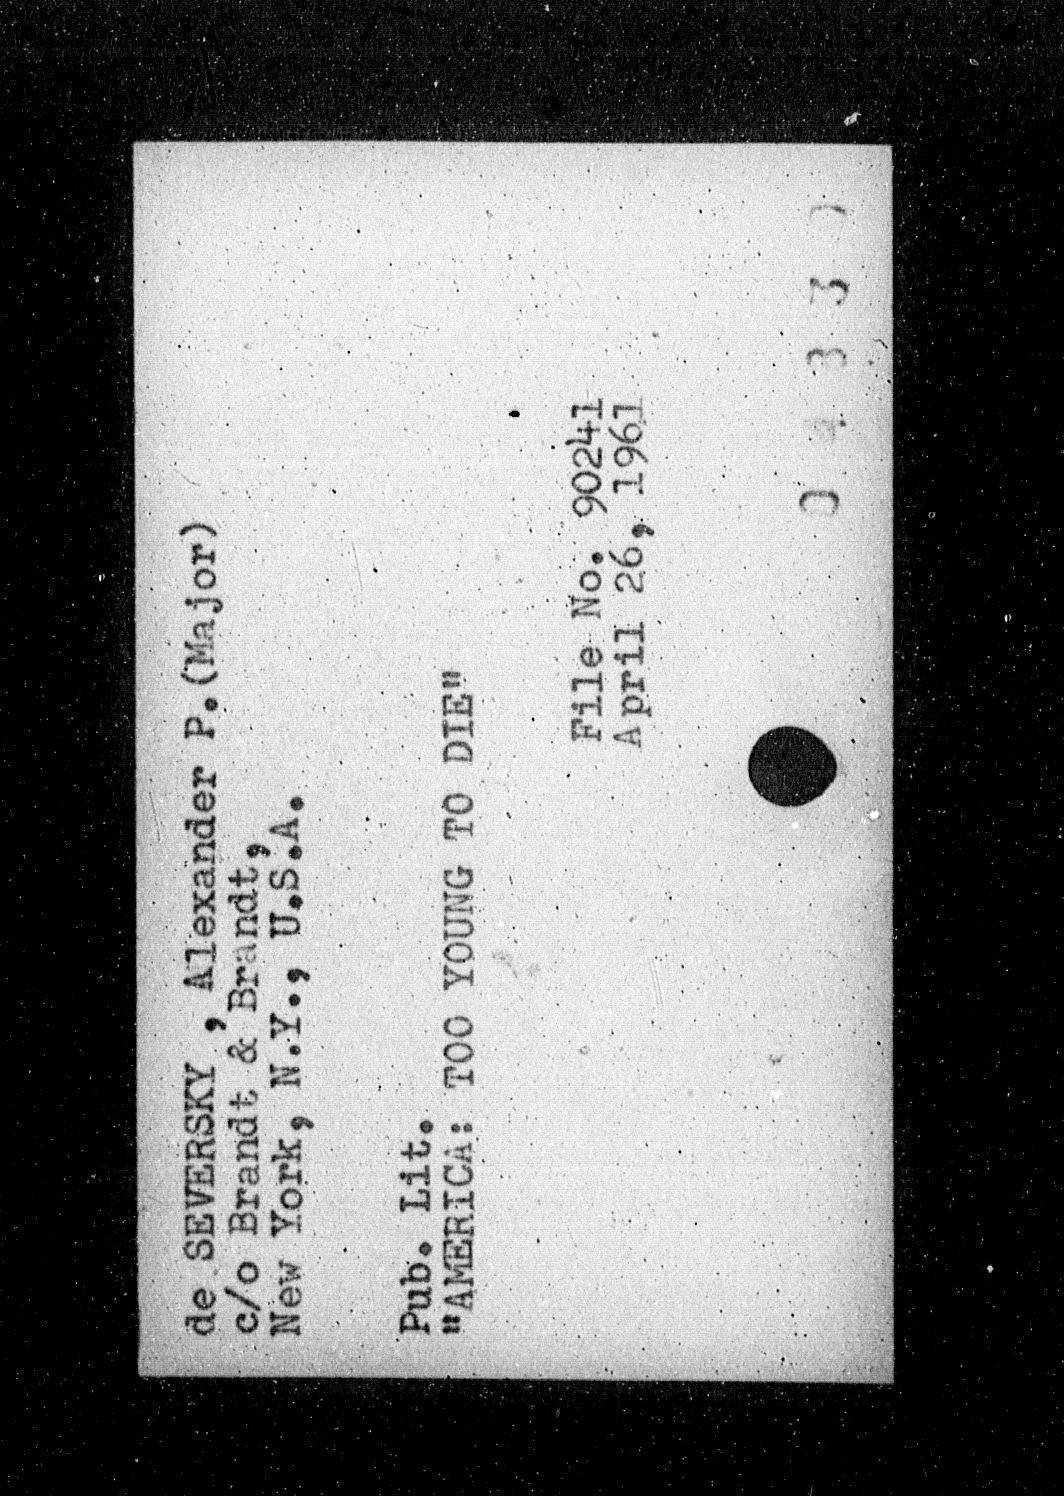 de SEVERSKY , Alexander P.(Major)
c/o Brandt & Brandt,
New York, N.Y., U.S.A.
Pub. Lit.
"AMERICA: TOO YOUNG TO DIE"
File No. 90241
April 26, 1961